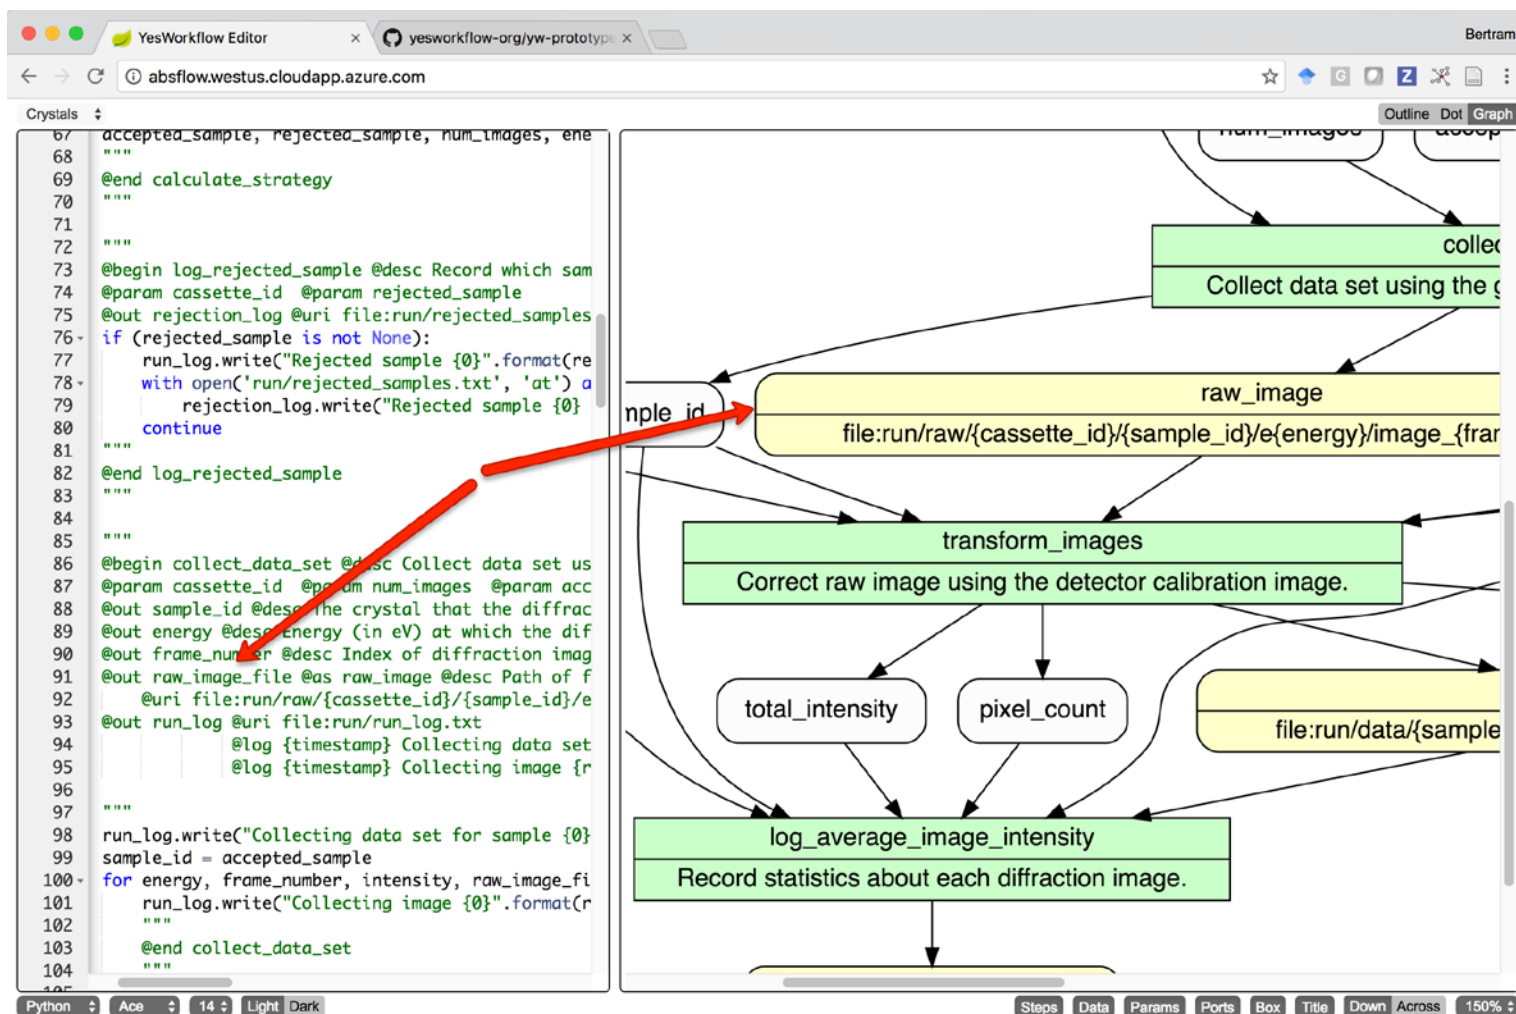 YesWorkflow Editor
yesworkflow-org/yw-prototype
Bertram
absflow.westus.cloudapp.azure.com
Crystals
Outline Dot Graph
67 accepted_sample, rejected_sample, num_images, ene
68 """
69 @end calculate_strategy
70 """
71
72 """
73 @begin log_rejected_sample @desc Record which sam
74 @param cassette_id @param rejected_sample
75 @out rejection_log @uri file:run/rejected_samples
76 if (rejected_sample is not None):
77 run_log.write("Rejected sample {0}".format(re
78 with open('run/rejected_samples.txt', 'at') a
79 rejection_log.write("Rejected sample {0}
80 continue
81 """
82 @end log_rejected_sample
83 """
84
85 """
86 @begin collect_data_set @desc Collect data set us
87 @param cassette_id @param num_images @param acc
88 @out sample_id @desc The crystal that the diffrac
89 @out energy @desc Energy (in eV) at which the dif
90 @out frame_number @desc Index of diffraction imag
91 @out raw_image_file @as raw_image @desc Path of f
92 @uri file:run/raw/{cassette_id}/{sample_id}/e
93 @out run_log @uri file:run/run_log.txt
94 @log {timestamp} Collecting data set
95 @log {timestamp} Collecting image {r
96
97 """
98 run_log.write("Collecting data set for sample {0}
99 sample_id = accepted_sample
100 for energy, frame_number, intensity, raw_image_fi
101 run_log.write("Collecting image {0}".format(r
102 """
103 @end collect_data_set
104 """
105
num_images
accep
collec
Collect data set using the g
mple_id
raw_image
file:run/raw/{cassette_id}/{sample_id}/e{energy}/image_{fran
transform_images
Correct raw image using the detector calibration image.
total_intensity
pixel_count
file:run/data/{sample
log_average_image_intensity
Record statistics about each diffraction image.
Python Ace 14 Light Dark
Steps Data Params Ports Box Title Down Across 150%